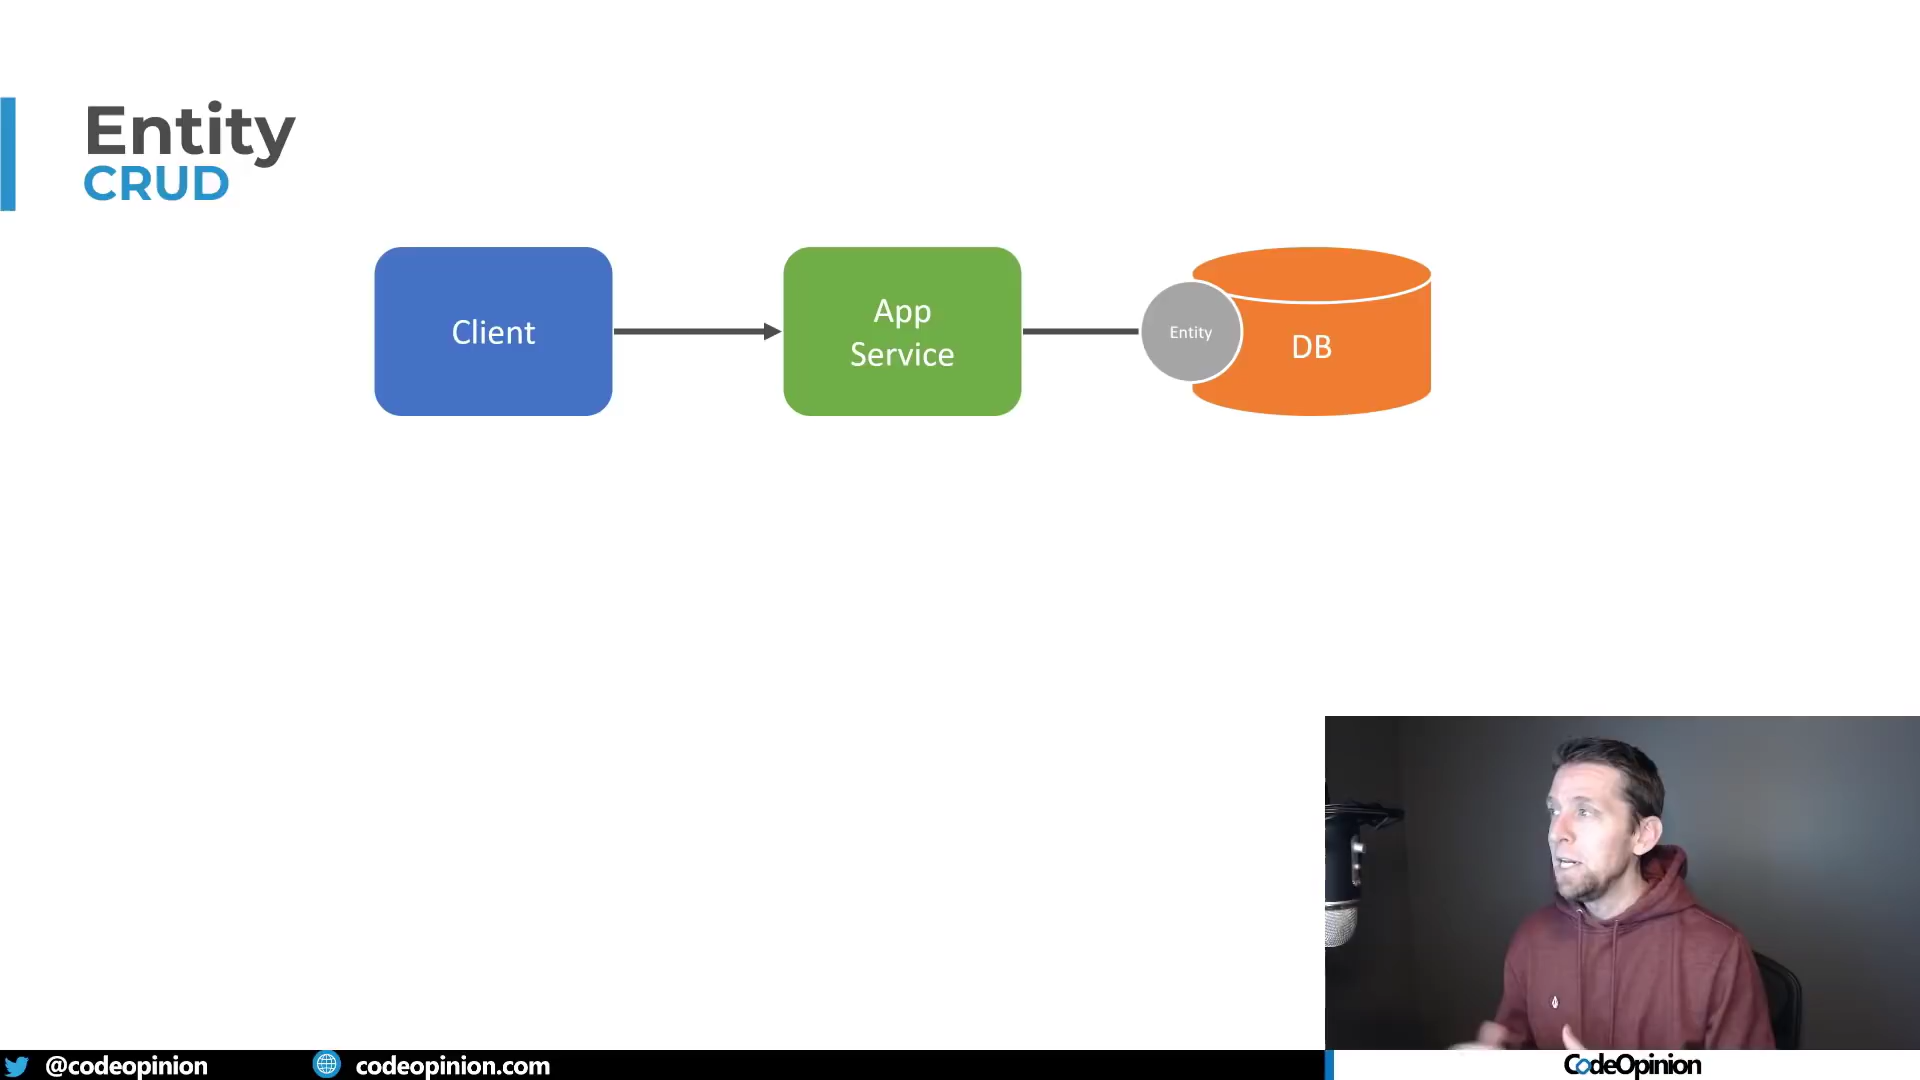 Entity
CRUD
Client
App
Service
Entity
DB
@codeopinion
codeopinion.com
CodeOpinion